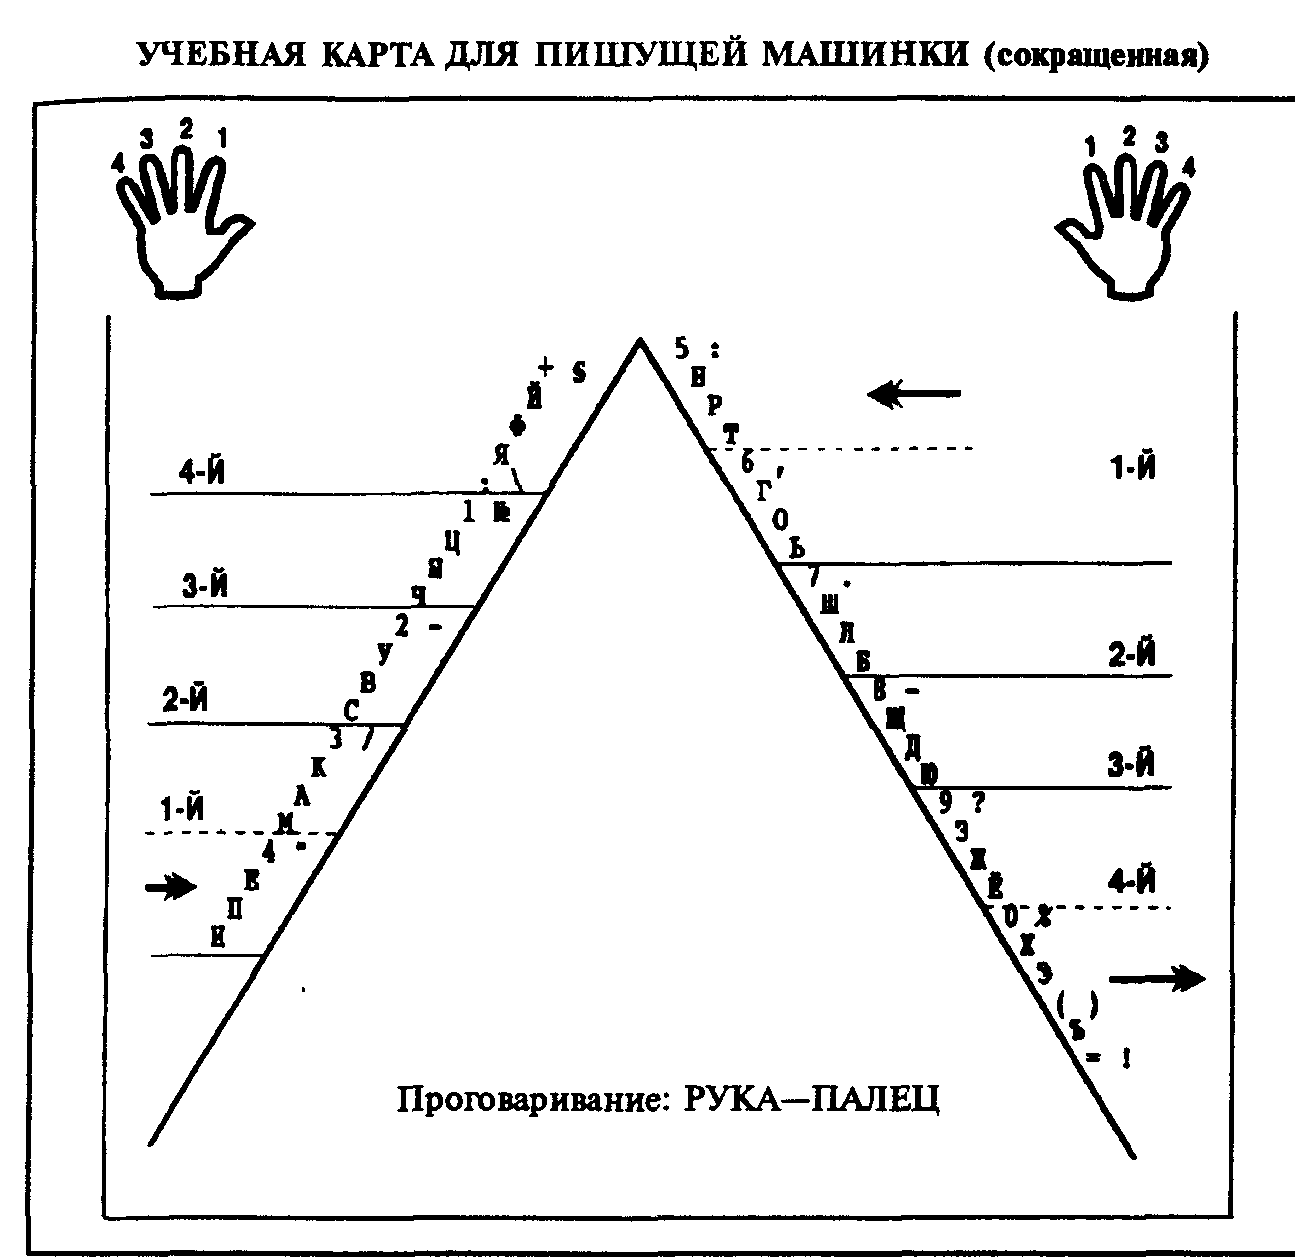 УЧЕБНАЯ КАРТА ДЛЯ ПИШУЩЕЙ МАШИНКИ (сокращенная)
4 3 2 1
1 2 3 4
+ S
Й
Ф
Я
4-Й
1 №
Ц
Ы
Ч
3-Й
2 -
У
В
С
2-Й
3 /
К
А
М
1-Й
4 "
Е
П
И
5 :
Н
Р
Т
6 ,
Г
О
Ь
1-Й
7 .
Ш
Л
Б
2-Й
-
Щ
Д
Ю
3-Й
9 ?
З
Ж
Ё
4-Й
0 %
Х
Э
( )
Ъ
= !
Проговаривание: РУКА—ПАЛЕЦ